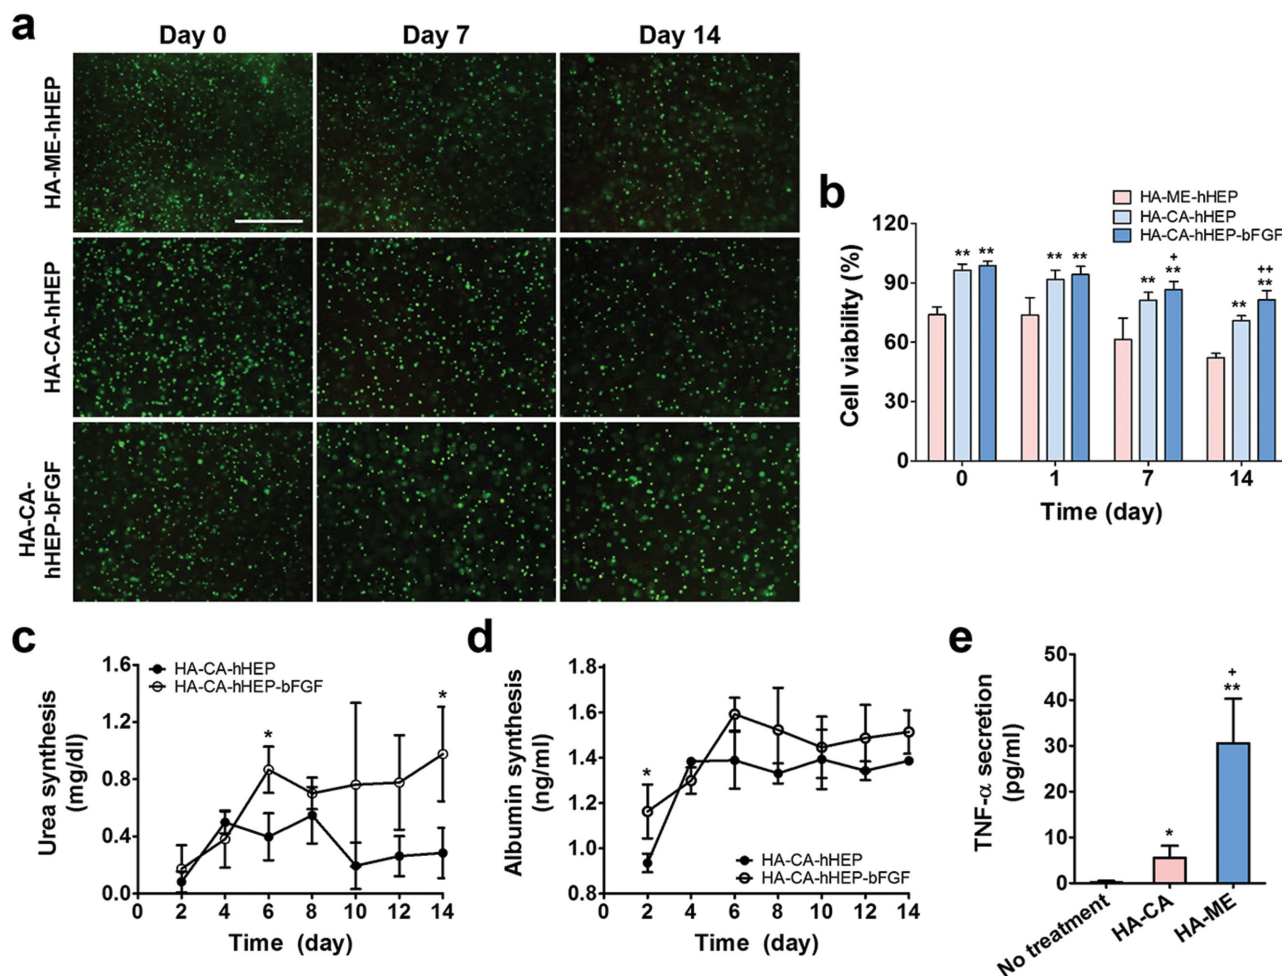 a
Day 0
Day 7
Day 14
HA-ME-hHEP
HA-CA-hHEP
HA-CA-
hHEP-bFGF
b
HA-ME-hHEP
HA-CA-hHEP
HA-CA-hHEP-bFGF
Cell viability (%)
120
90
60
30
0
** **
** **
** + **
** ++ **
0 1 7 14
Time (day)
c
HA-CA-hHEP
HA-CA-hHEP-bFGF
Urea synthesis
(mg/dl)
1.6
1.2
0.8
0.4
0.0
*
*
0 2 4 6 8 10 12 14
Time (day)
d
Albumin synthesis
(ng/ml)
1.8
1.6
1.4
1.2
1.0
0.8
*
HA-CA-hHEP
HA-CA-hHEP-bFGF
0 2 4 6 8 10 12 14
Time (day)
e
TNF-α secretion
(pg/ml)
50
40
30
20
10
0
*
+
**
No treatment
HA-CA
HA-ME